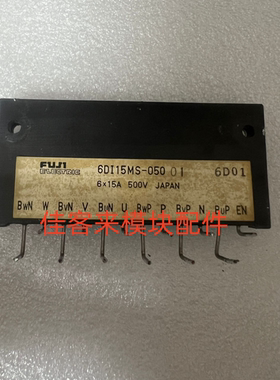 FUJI ELECTRIC
6DI15MS-050 01 6D01
6×15A 500V JAPAN
BwN W BvN V BuN U BwP P BvP N BuP EN
佳客来模块配件